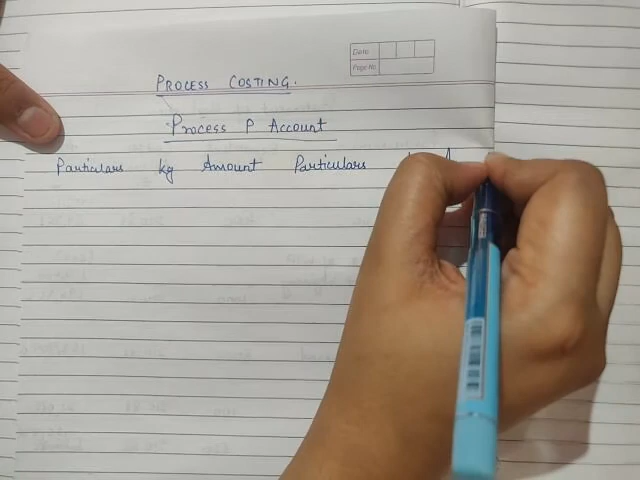 Date
Page No
PROCESS COSTING.
Process P Account
Particulars kg Amount Particulars